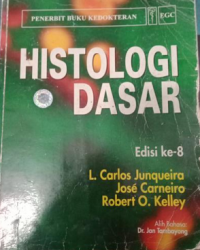 PENERBIT BUKU KEDOKTERAN
EGC
HISTOLOGI
DASAR
Edisi ke-8
L. Carlos Junqueira
José Carneiro
Robert O. Kelley
Alih Bahasa:
Dr. Jan Tambayong